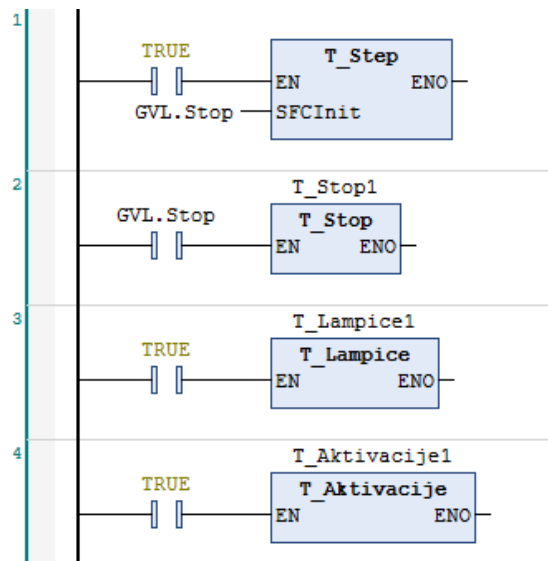 1
TRUE
T_Step
EN ENO
GVL.Stop SFCInit
2
T_Stop1
GVL.Stop
T_Stop
EN ENO
3
T_Lampice1
TRUE
T_Lampice
EN ENO
4
T_Aktivacije1
TRUE
T_Aktivacije
EN ENO